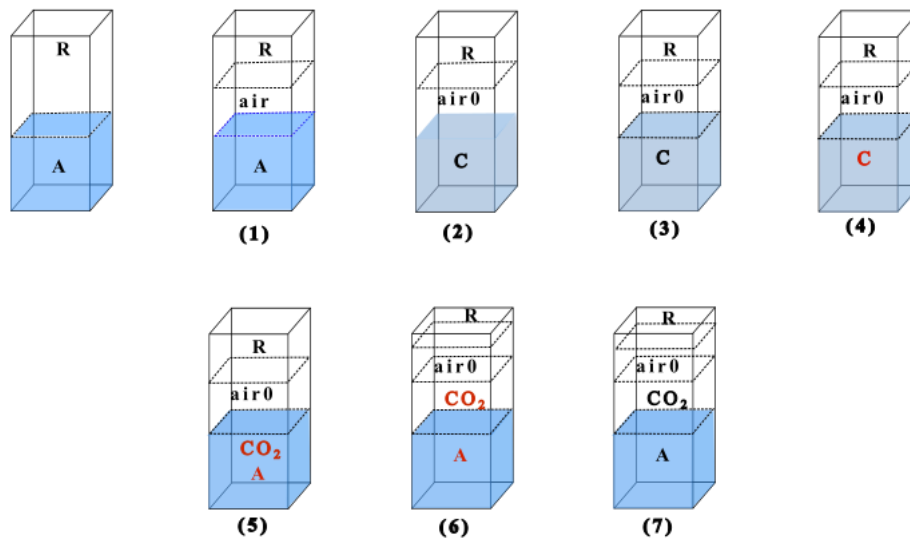 R R R R R
air air0 air0 air0
A A C C C
(1) (2) (3) (4)
R R R
air0 air0 air0
CO₂ CO₂ CO₂
A A A
(5) (6) (7)